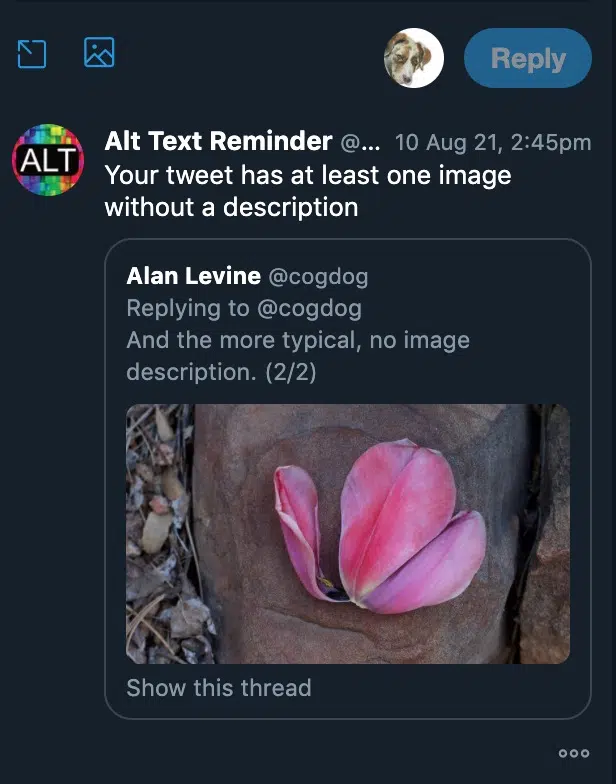 Reply
ALT
Alt Text Reminder @... 10 Aug 21, 2:45pm
Your tweet has at least one image
without a description
Alan Levine @cogdog
Replying to @cogdog
And the more typical, no image
description. (2/2)
Show this thread